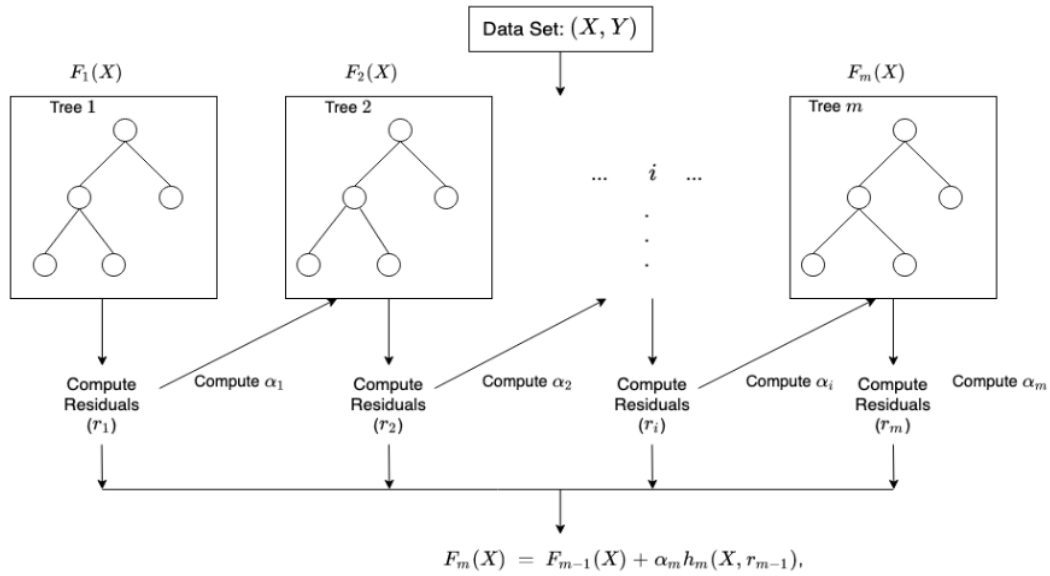 Data Set: (X, Y)
F₁(X)
F₂(X)
Fₘ(X)
Tree 1
Tree 2
Tree m
... i ...
.
.
.
Compute
Residuals
(r₁)
Compute α₁
Compute
Residuals
(r₂)
Compute α₂
Compute
Residuals
(rᵢ)
Compute αᵢ
Compute
Residuals
(rₘ)
Compute αₘ
Fₘ(X) = Fₘ₋₁(X) + αₘhₘ(X, rₘ₋₁),